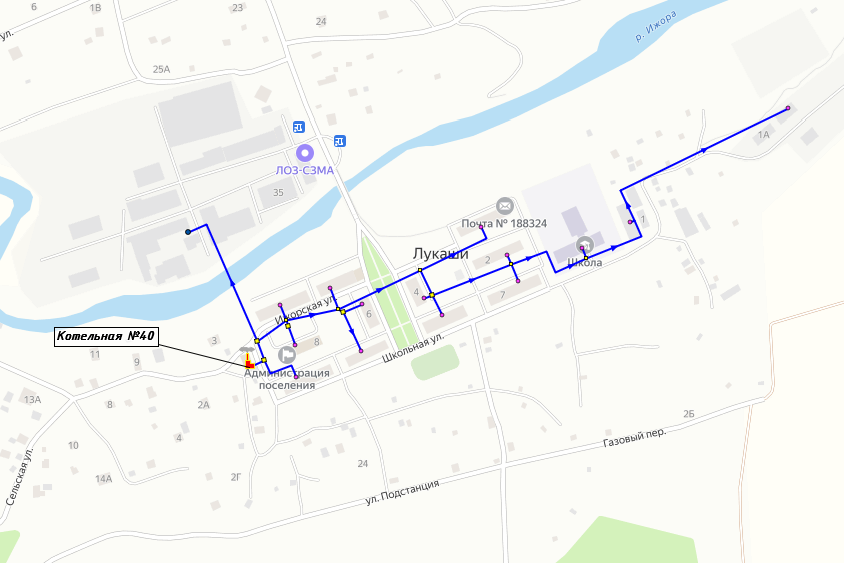 6
1В
23
24
ул.
р. Ижора
25А
1А
ЛОЗ-СЗМА
35
Почта № 188324
1
Лукаши
2
Школа
4
7
Ижорская ул.
6
3
8
Школьная ул.
Котельная №40
11
9
Администрация
поселения
13А
8
2А
2Б
4
10
Газовый пер.
24
14А
2Г
Сельская ул.
ул. Подстанция